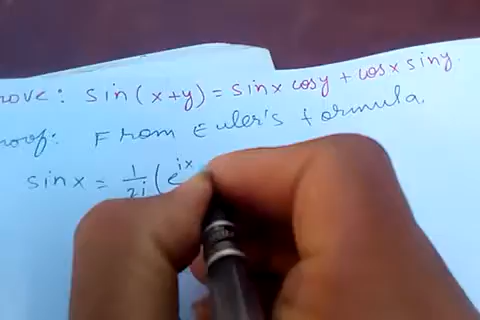 rove: sin(x+y) = sinx cosy + cosx siny.
roof: From Euler's formula,
sinx = 1/2i (e^ix